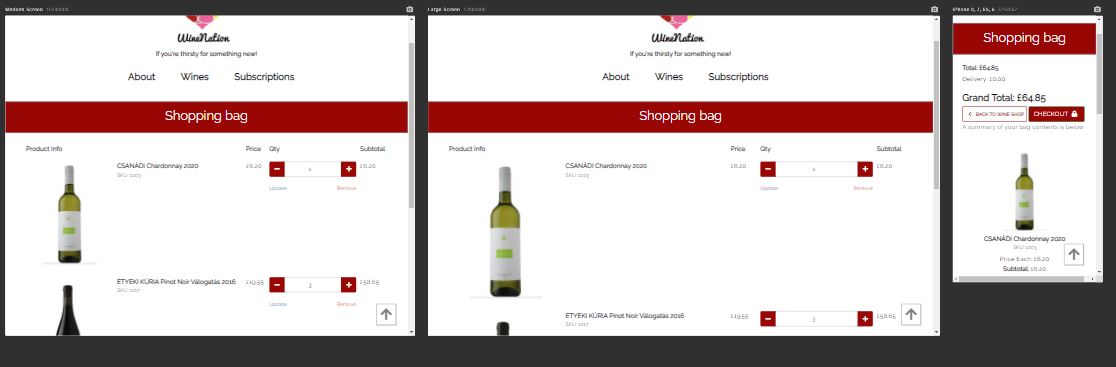 Medium Screen
WineNation
If you're thirsty for something new!
About Wines Subscriptions
Shopping bag
Product Info Price Qty Subtotal
CSANÁDI Chardonnay 2020 £6.20 1 £6.20
SKU: 1003
Update Remove
ETYEKI KÚRIA Pinot Noir Válogatás 2016 £19.55 3 £58.65
SKU: 1017
Update Remove
Large Screen
WineNation
If you're thirsty for something new!
About Wines Subscriptions
Shopping bag
Product Info Price Qty Subtotal
CSANÁDI Chardonnay 2020 £6.20 1 £6.20
SKU: 1003
Update Remove
ETYEKI KÚRIA Pinot Noir Válogatás 2016 £19.55 3 £58.65
SKU: 1017
iPhone 8, 7, 6S, 6
Shopping bag
Total: £64.85
Delivery: £0.00
Grand Total: £64.85
BACK TO WINE SHOP CHECKOUT
A summary of your bag contents is below
CSANÁDI Chardonnay 2020
SKU: 1003
Price Each: £6.20
Subtotal: £6.20